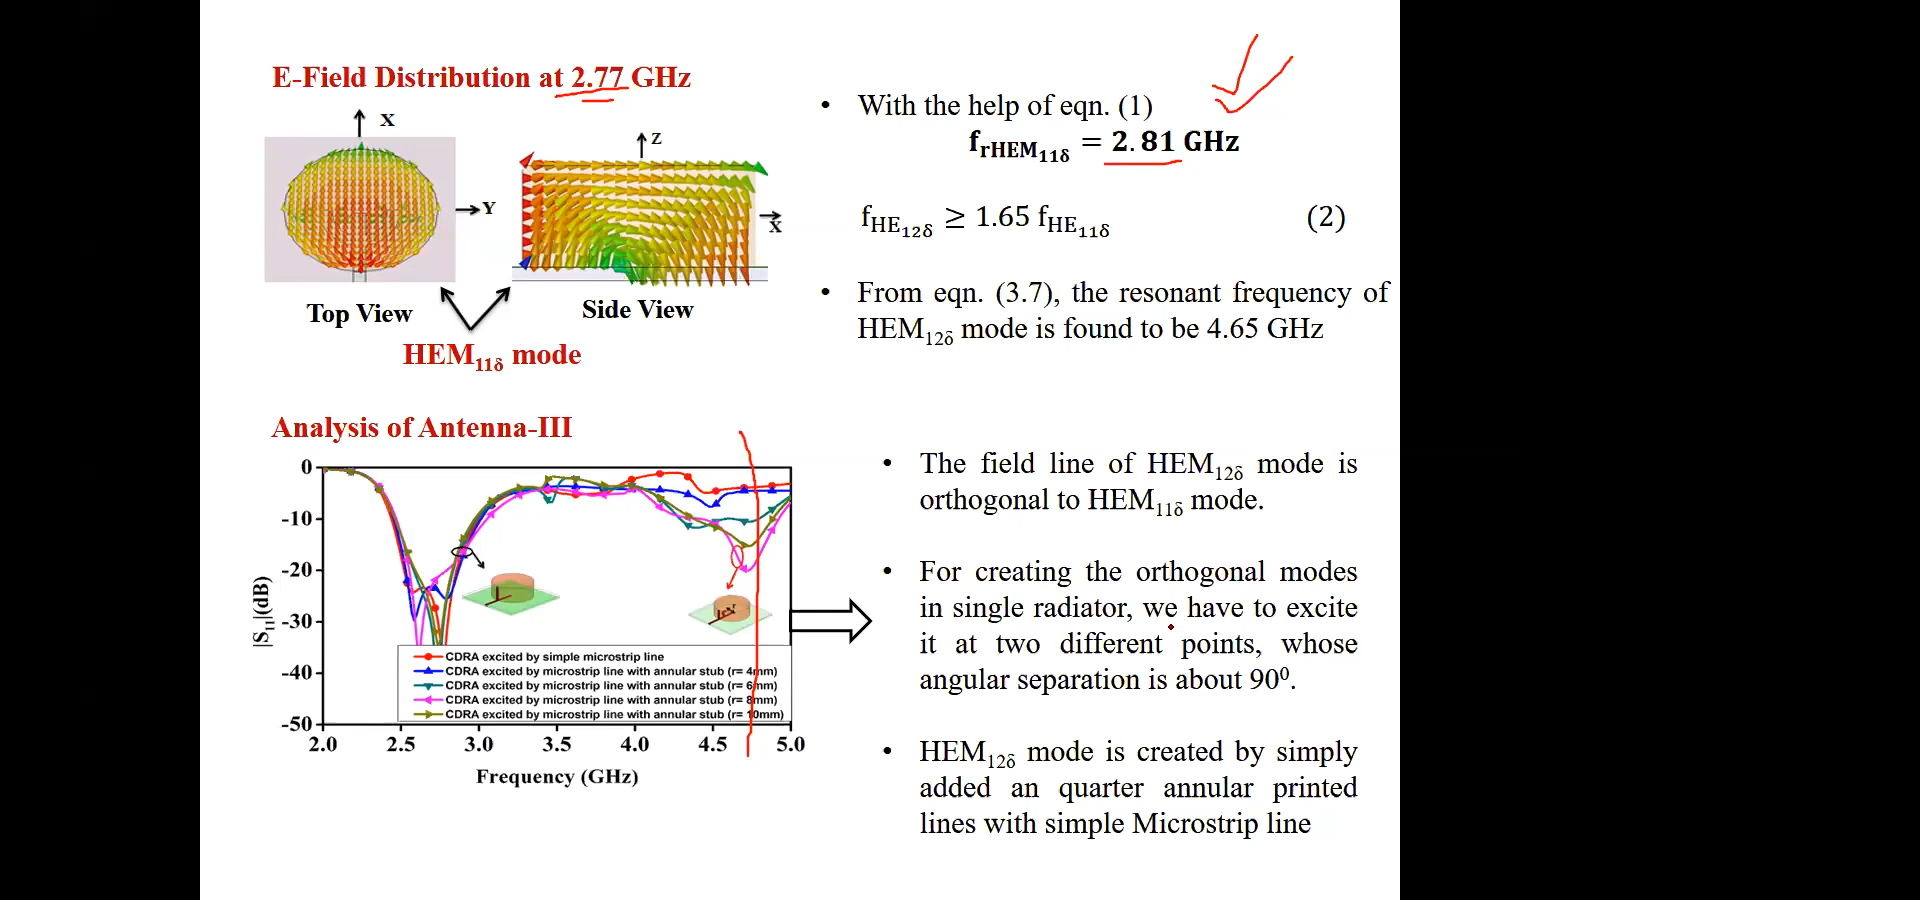 E-Field Distribution at 2.77 GHz
X
Y
Z
X
Top View
Side View
HEM₁₁δ mode
• With the help of eqn. (1)
f_rHEM₁₁δ = 2.81 GHz
f_HE₁₂δ ≥ 1.65 f_HE₁₁δ (2)
• From eqn. (3.7), the resonant frequency of
HEM₁₂δ mode is found to be 4.65 GHz
Analysis of Antenna-III
|S₁₁|(dB)
0
-10
-20
-30
-40
-50
2.0 2.5 3.0 3.5 4.0 4.5 5.0
Frequency (GHz)
CDRA excited by simple microstrip line
CDRA excited by microstrip line with annular stub (r= 4mm)
CDRA excited by microstrip line with annular stub (r= 6mm)
CDRA excited by microstrip line with annular stub (r= 8mm)
CDRA excited by microstrip line with annular stub (r= 10mm)
• The field line of HEM₁₂δ mode is
orthogonal to HEM₁₁δ mode.
• For creating the orthogonal modes
in single radiator, we have to excite
it at two different points, whose
angular separation is about 90⁰.
• HEM₁₂δ mode is created by simply
added an quarter annular printed
lines with simple Microstrip line